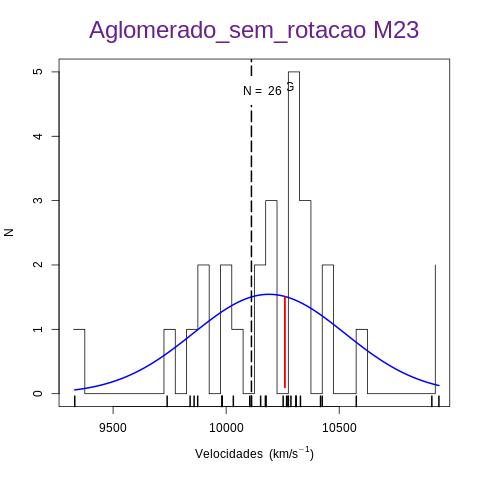 Aglomerado_sem_rotacao M23
5
4
3
2
1
0
N
N = 26
G
9500 10000 10500
Velocidades (km/s⁻¹)